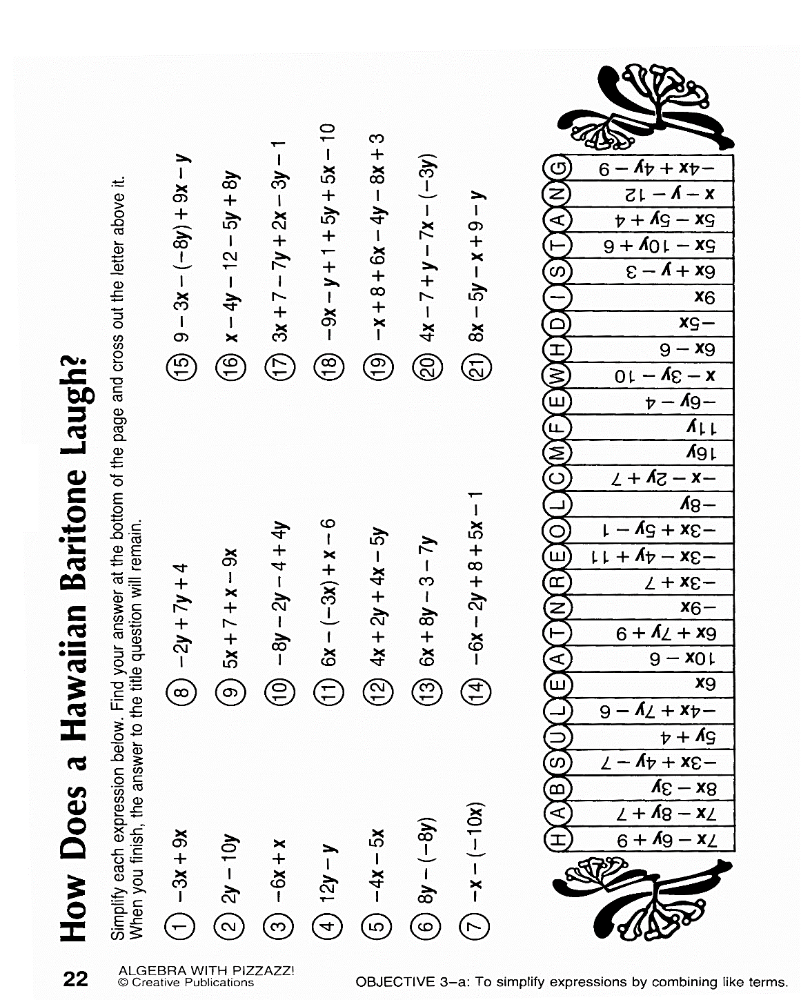 How Does a Hawaiian Baritone Laugh?
Simplify each expression below. Find your answer at the bottom of the page and cross out the letter above it.
When you finish, the answer to the title question will remain.
1 −3x + 9x
2 2y − 10y
3 −6x + x
4 12y − y
5 −4x − 5x
6 8y − (−8y)
7 −x − (−10x)
8 −2y + 7y + 4
9 5x + 7 + x − 9x
10 −8y − 2y − 4 + 4y
11 6x − (−3x) + x − 6
12 4x + 2y + 4x − 5y
13 6x + 8y − 3 − 7y
14 −6x − 2y + 8 + 5x − 1
15 9 − 3x − (−8y) + 9x − y
16 x − 4y − 12 − 5y + 8y
17 3x + 7 − 7y + 2x − 3y − 1
18 −9x − y + 1 + 5y + 5x − 10
19 −x + 8 + 6x − 4y − 8x + 3
20 4x − 7 + y − 7x − (−3y)
21 8x − 5y − x + 9 − y
H A B S U L E A T N R E O L C M F E W H D I S T A N G
7x − 6y + 9
7x − 8y + 7
8x − 3y
−3x + 4y − 7
5y + 4
−4x + 7y − 6
6x
10x − 6
6x + 7y + 9
−9x
−3x + 7
−3x − 4y + 11
−3x + 5y − 1
−8y
−x − 2y + 7
16y
11y
−6y − 4
x − 3y − 10
6x − 6
−5x
9x
6x + y − 3
5x − 10y + 6
5x − 5y + 4
x − y − 12
−4x + 4y − 9
22
ALGEBRA WITH PIZZAZZ!
© Creative Publications
OBJECTIVE 3–a: To simplify expressions by combining like terms.